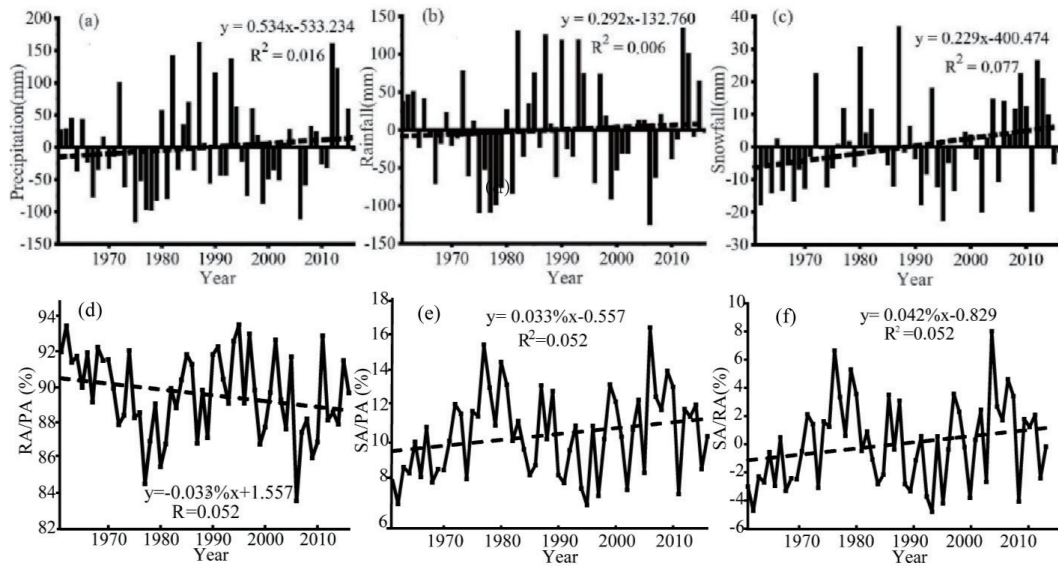 (a)
y = 0.534x-533.234
R² = 0.016
Precipitation(mm)
200
150
100
50
0
-50
-100
-150
1970 1980 1990 2000 2010
Year
(b)
y = 0.292x-132.760
R² = 0.006
Rainfall(mm)
150
100
50
0
-50
-100
-150
(d)
1970 1980 1990 2000 2010
Year
(c)
y = 0.229x-400.474
R² = 0.077
Snowfall(mm)
40
20
0
-20
-40
-30
1970 1980 1990 2000 2010
Year
(d)
RA/PA (%)
94
92
90
88
86
84
82
y=-0.033%x+1.557
R=0.052
1970 1980 1990 2000 2010
Year
(e)
y= 0.033%x-0.557
R²=0.052
SA/PA (%)
18
16
14
12
10
8
6
1970 1980 1990 2000 2010
Year
(f)
y= 0.042%x-0.829
R²=0.052
SA/RA(%)
10
8
6
4
2
0
-2
-4
-6
1970 1980 1990 2000 2010
Year